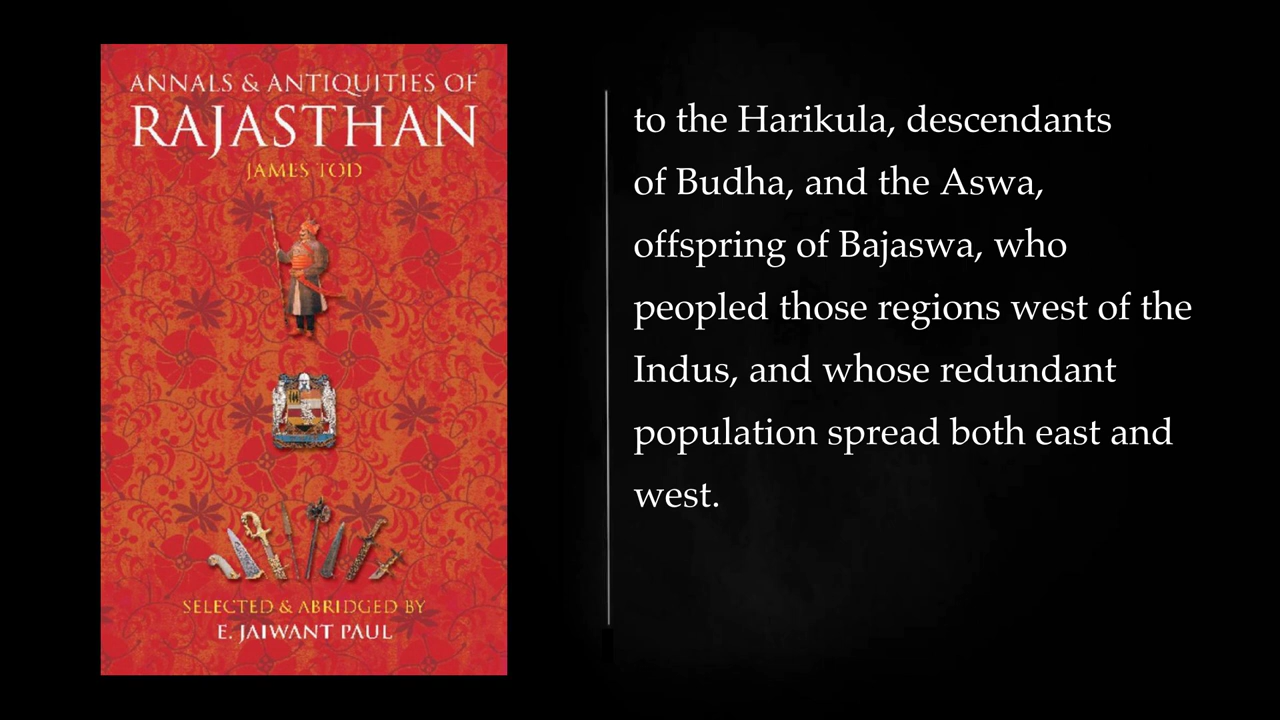 ANNALS & ANTIQUITIES OF
RAJASTHAN
JAMES TOD
SELECTED & ABRIDGED BY
E. JAIWANT PAUL
to the Harikula, descendants
of Budha, and the Aswa,
offspring of Bajaswa, who
peopled those regions west of the
Indus, and whose redundant
population spread both east and
west.